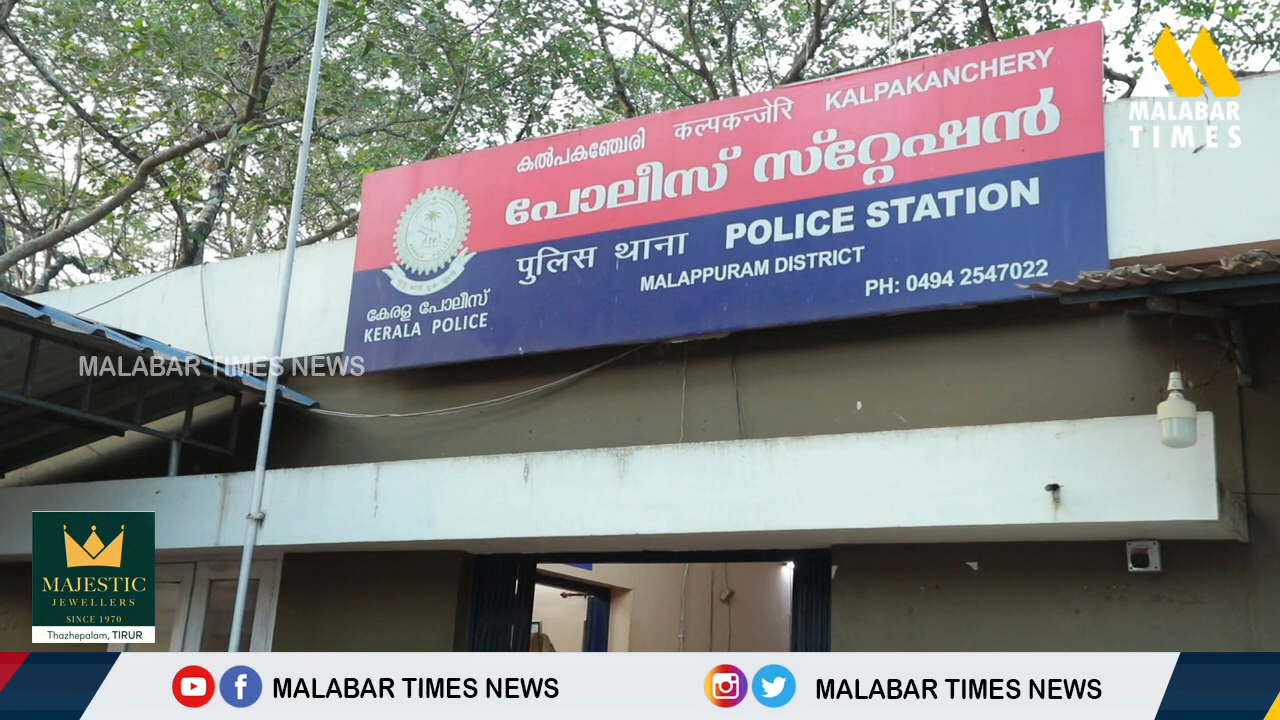 MALABAR
TIMES
കൽപകഞ്ചേരി कल्पकन्जेरि KALPAKANCHERY
പോലീസ് സ്റ്റേഷൻ
पुलिस थाना POLICE STATION
MALAPPURAM DISTRICT
PH: 0494 2547022
കേരള പോലീസ്
KERALA POLICE
MALABAR TIMES NEWS
MAJESTIC
JEWELLERS
SINCE 1970
Thazhepalam, TIRUR
MALABAR TIMES NEWS
MALABAR TIMES NEWS